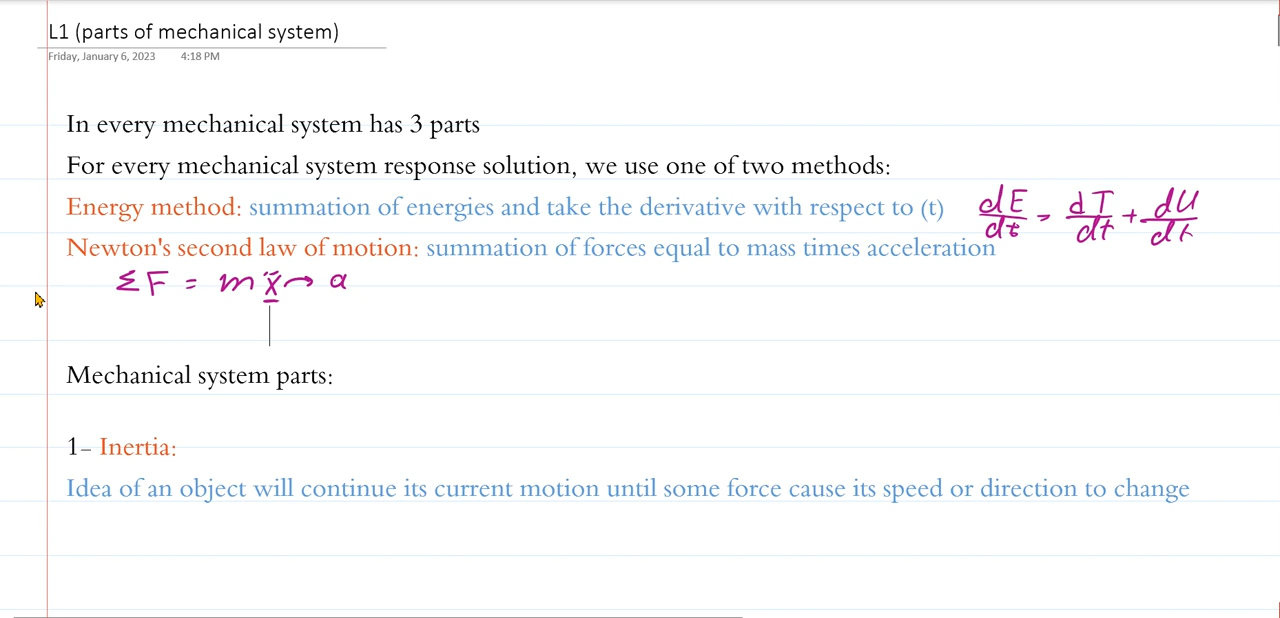 L1 (parts of mechanical system)
Friday, January 6, 2023 4:18 PM
In every mechanical system has 3 parts
For every mechanical system response solution, we use one of two methods:
Energy method: summation of energies and take the derivative with respect to (t) dE/dt = dT/dt + dU/dt
Newton's second law of motion: summation of forces equal to mass times acceleration
ΣF = mẍ → a
Mechanical system parts:
1- Inertia:
Idea of an object will continue its current motion until some force cause its speed or direction to change